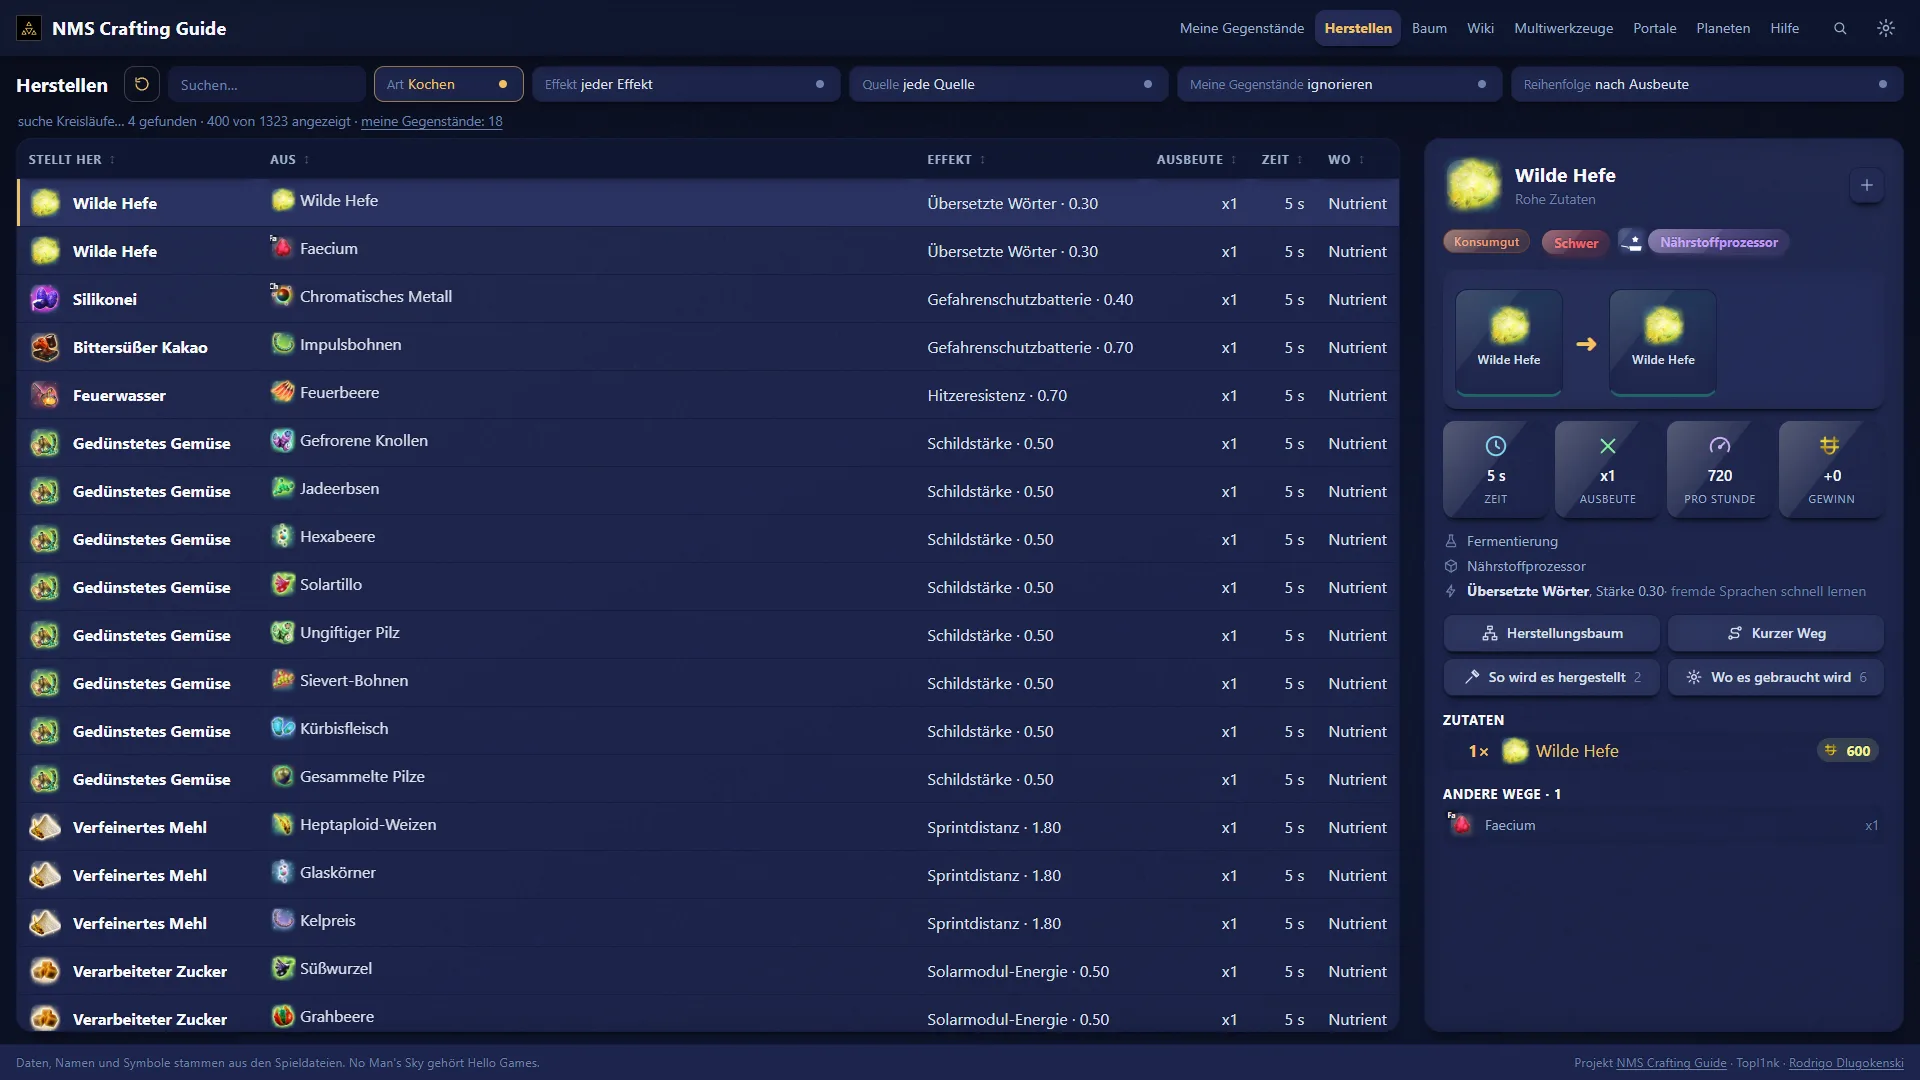 NMS Crafting Guide
Meine Gegenstände Herstellen Baum Wiki Multiwerkzeuge Portale Planeten Hilfe
Herstellen Suchen... Art Kochen Effekt jeder Effekt Quelle jede Quelle Meine Gegenstände ignorieren Reihenfolge nach Ausbeute
suche Kreisläufe... 4 gefunden · 400 von 1323 angezeigt · meine Gegenstände: 18
STELLT HER AUS EFFEKT AUSBEUTE ZEIT WO
Wilde Hefe Wilde Hefe Übersetzte Wörter · 0.30 x1 5 s Nutrient
Wilde Hefe Faecium Übersetzte Wörter · 0.30 x1 5 s Nutrient
Silikonei Chromatisches Metall Gefahrenschutzbatterie · 0.40 x1 5 s Nutrient
Bittersüßer Kakao Impulsbohnen Gefahrenschutzbatterie · 0.70 x1 5 s Nutrient
Feuerwasser Feuerbeere Hitzeresistenz · 0.70 x1 5 s Nutrient
Gedünstetes Gemüse Gefrorene Knollen Schildstärke · 0.50 x1 5 s Nutrient
Gedünstetes Gemüse Jadeerbsen Schildstärke · 0.50 x1 5 s Nutrient
Gedünstetes Gemüse Hexabeere Schildstärke · 0.50 x1 5 s Nutrient
Gedünstetes Gemüse Solartillo Schildstärke · 0.50 x1 5 s Nutrient
Gedünstetes Gemüse Ungiftiger Pilz Schildstärke · 0.50 x1 5 s Nutrient
Gedünstetes Gemüse Sievert-Bohnen Schildstärke · 0.50 x1 5 s Nutrient
Gedünstetes Gemüse Kürbisfleisch Schildstärke · 0.50 x1 5 s Nutrient
Gedünstetes Gemüse Gesammelte Pilze Schildstärke · 0.50 x1 5 s Nutrient
Verfeinertes Mehl Heptaploid-Weizen Sprintdistanz · 1.80 x1 5 s Nutrient
Verfeinertes Mehl Glaskörner Sprintdistanz · 1.80 x1 5 s Nutrient
Verfeinertes Mehl Kelpreis Sprintdistanz · 1.80 x1 5 s Nutrient
Verarbeiteter Zucker Süßwurzel Solarmodul-Energie · 0.50 x1 5 s Nutrient
Verarbeiteter Zucker Grahbeere Solarmodul-Energie · 0.50 x1 5 s Nutrient
Wilde Hefe
Rohe Zutaten
Konsumgut Schwer Nährstoffprozessor
Wilde Hefe Wilde Hefe
5 s x1 720 +0
ZEIT AUSBEUTE PRO STUNDE GEWINN
Fermentierung
Nährstoffprozessor
Übersetzte Wörter, Stärke 0.30· fremde Sprachen schnell lernen
Herstellungsbaum Kurzer Weg
So wird es hergestellt 2 Wo es gebraucht wird 6
ZUTATEN
1× Wilde Hefe 600
ANDERE WEGE · 1
Fa Faecium x1
Daten, Namen und Symbole stammen aus den Spieldateien. No Man's Sky gehört Hello Games.
Projekt NMS Crafting Guide · Topl1nk · Rodrigo Dlugokenski